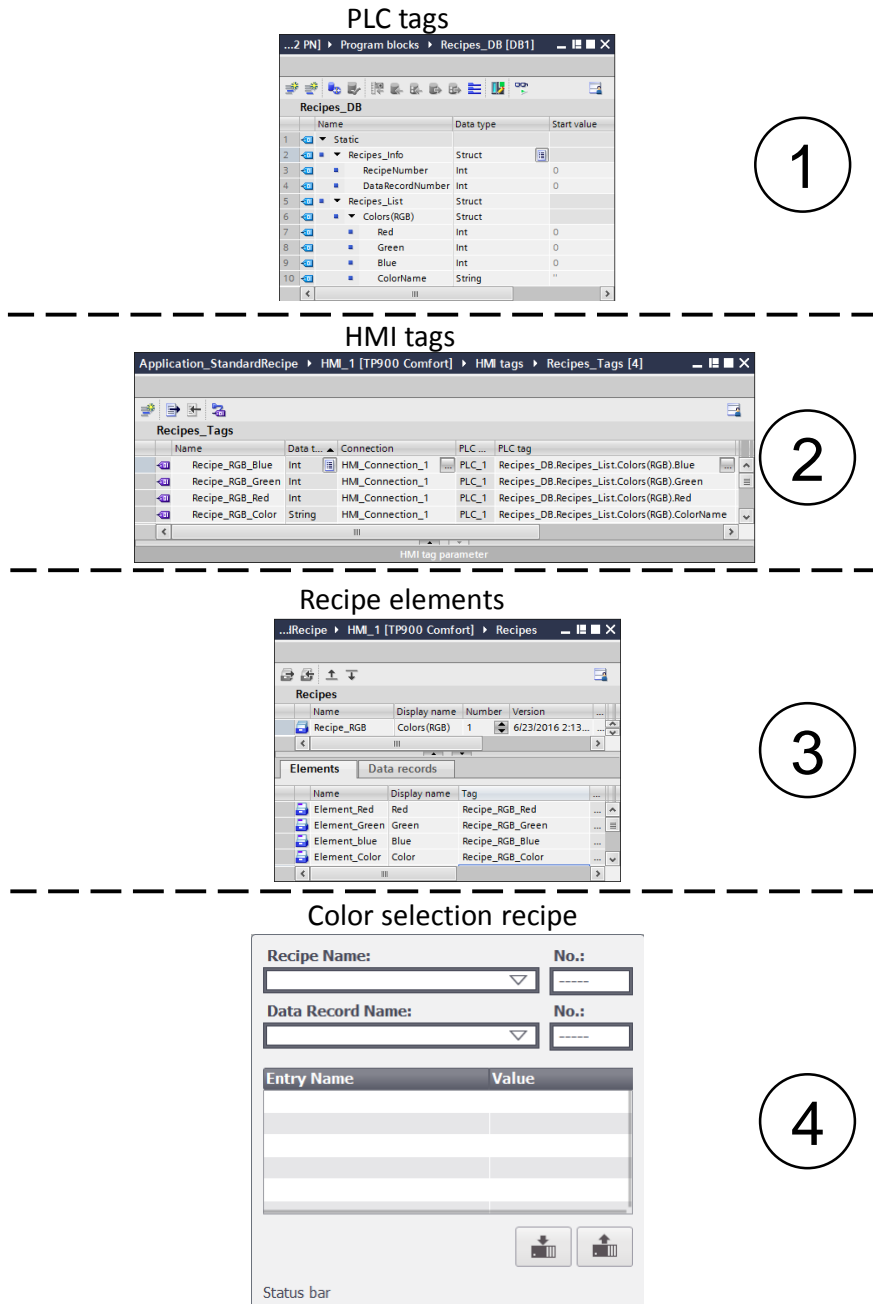 PLC tags
...2 PN] ▸ Program blocks ▸ Recipes_DB [DB1]
Recipes_DB
Name Data type Start value
1 Static
2 Recipes_Info Struct
3 RecipeNumber Int 0
4 DataRecordNumber Int 0
5 Recipes_List Struct
6 Colors(RGB) Struct
7 Red Int 0
8 Green Int 0
9 Blue Int 0
10 ColorName String ''
1
HMI tags
Application_StandardRecipe ▸ HMI_1 [TP900 Comfort] ▸ HMI tags ▸ Recipes_Tags [4]
Recipes_Tags
Name Data t... Connection PLC ... PLC tag
Recipe_RGB_Blue Int HMI_Connection_1 ... PLC_1 Recipes_DB.Recipes_List.Colors(RGB).Blue ...
Recipe_RGB_Green Int HMI_Connection_1 PLC_1 Recipes_DB.Recipes_List.Colors(RGB).Green
Recipe_RGB_Red Int HMI_Connection_1 PLC_1 Recipes_DB.Recipes_List.Colors(RGB).Red
Recipe_RGB_Color String HMI_Connection_1 PLC_1 Recipes_DB.Recipes_List.Colors(RGB).ColorName
HMI tag parameter
2
Recipe elements
...lRecipe ▸ HMI_1 [TP900 Comfort] ▸ Recipes
Recipes
Name Display name Number Version ...
Recipe_RGB Colors(RGB) 1 6/23/2016 2:13... ...
Elements Data records
Name Display name Tag ...
Element_Red Red Recipe_RGB_Red ...
Element_Green Green Recipe_RGB_Green ...
Element_blue Blue Recipe_RGB_Blue ...
Element_Color Color Recipe_RGB_Color ...
3
Color selection recipe
Recipe Name: No.:
-----
Data Record Name: No.:
-----
Entry Name Value
4
Status bar